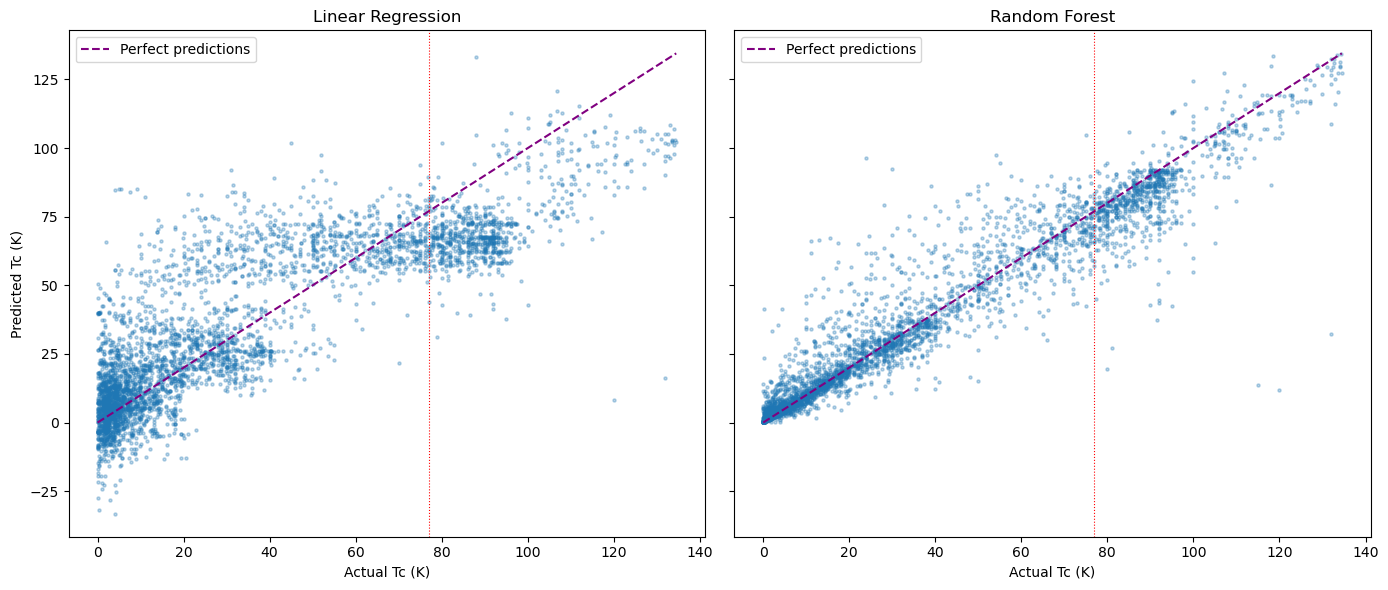 Linear Regression
Perfect predictions
125
100
75
50
25
0
−25
Predicted Tc (K)
0 20 40 60 80 100 120 140
Actual Tc (K)
Random Forest
Perfect predictions
0 20 40 60 80 100 120 140
Actual Tc (K)